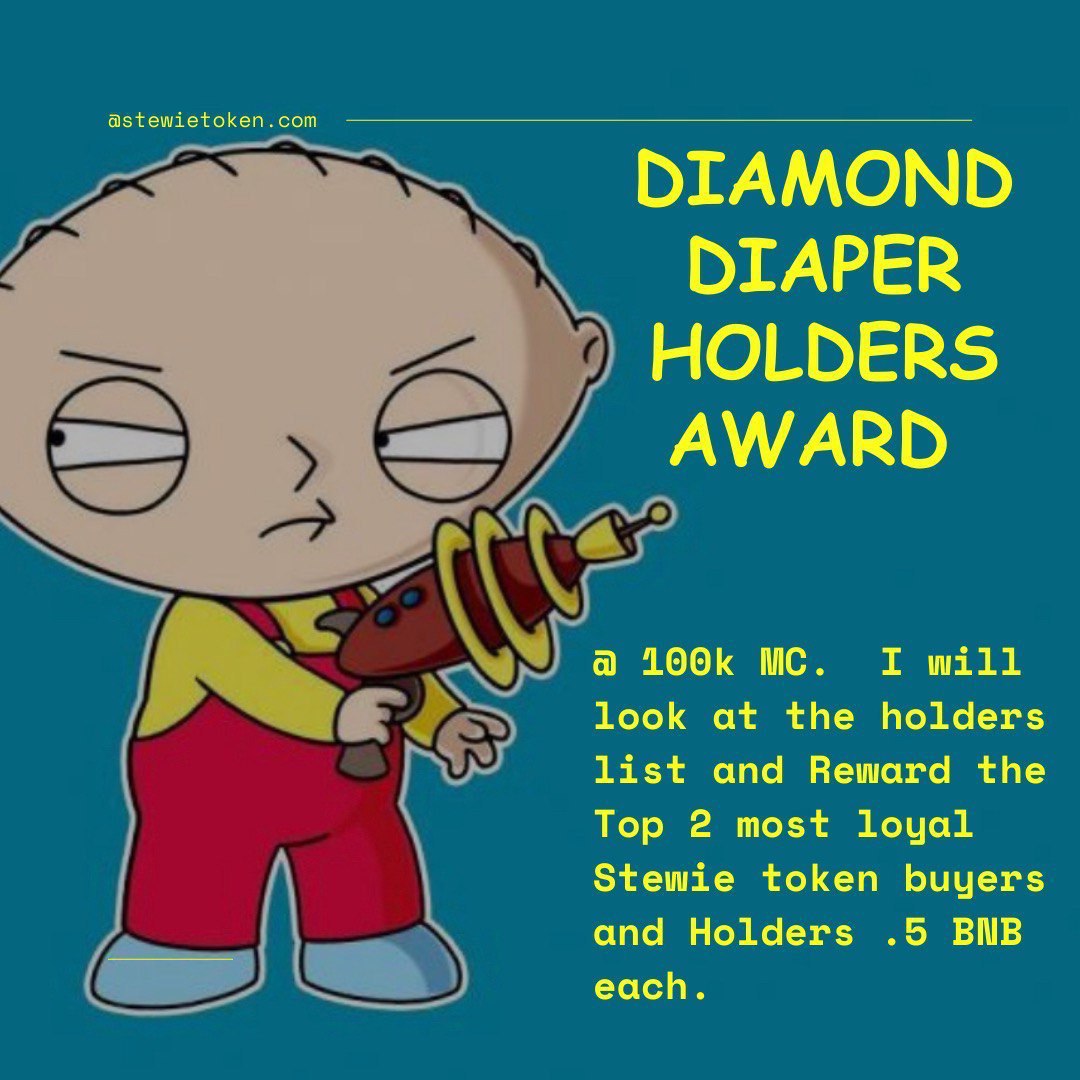 @stewietoken.com
DIAMOND
DIAPER
HOLDERS
AWARD
@ 100k MC.  I will
look at the holders
list and Reward the
Top 2 most loyal
Stewie token buyers
and Holders .5 BNB
each.